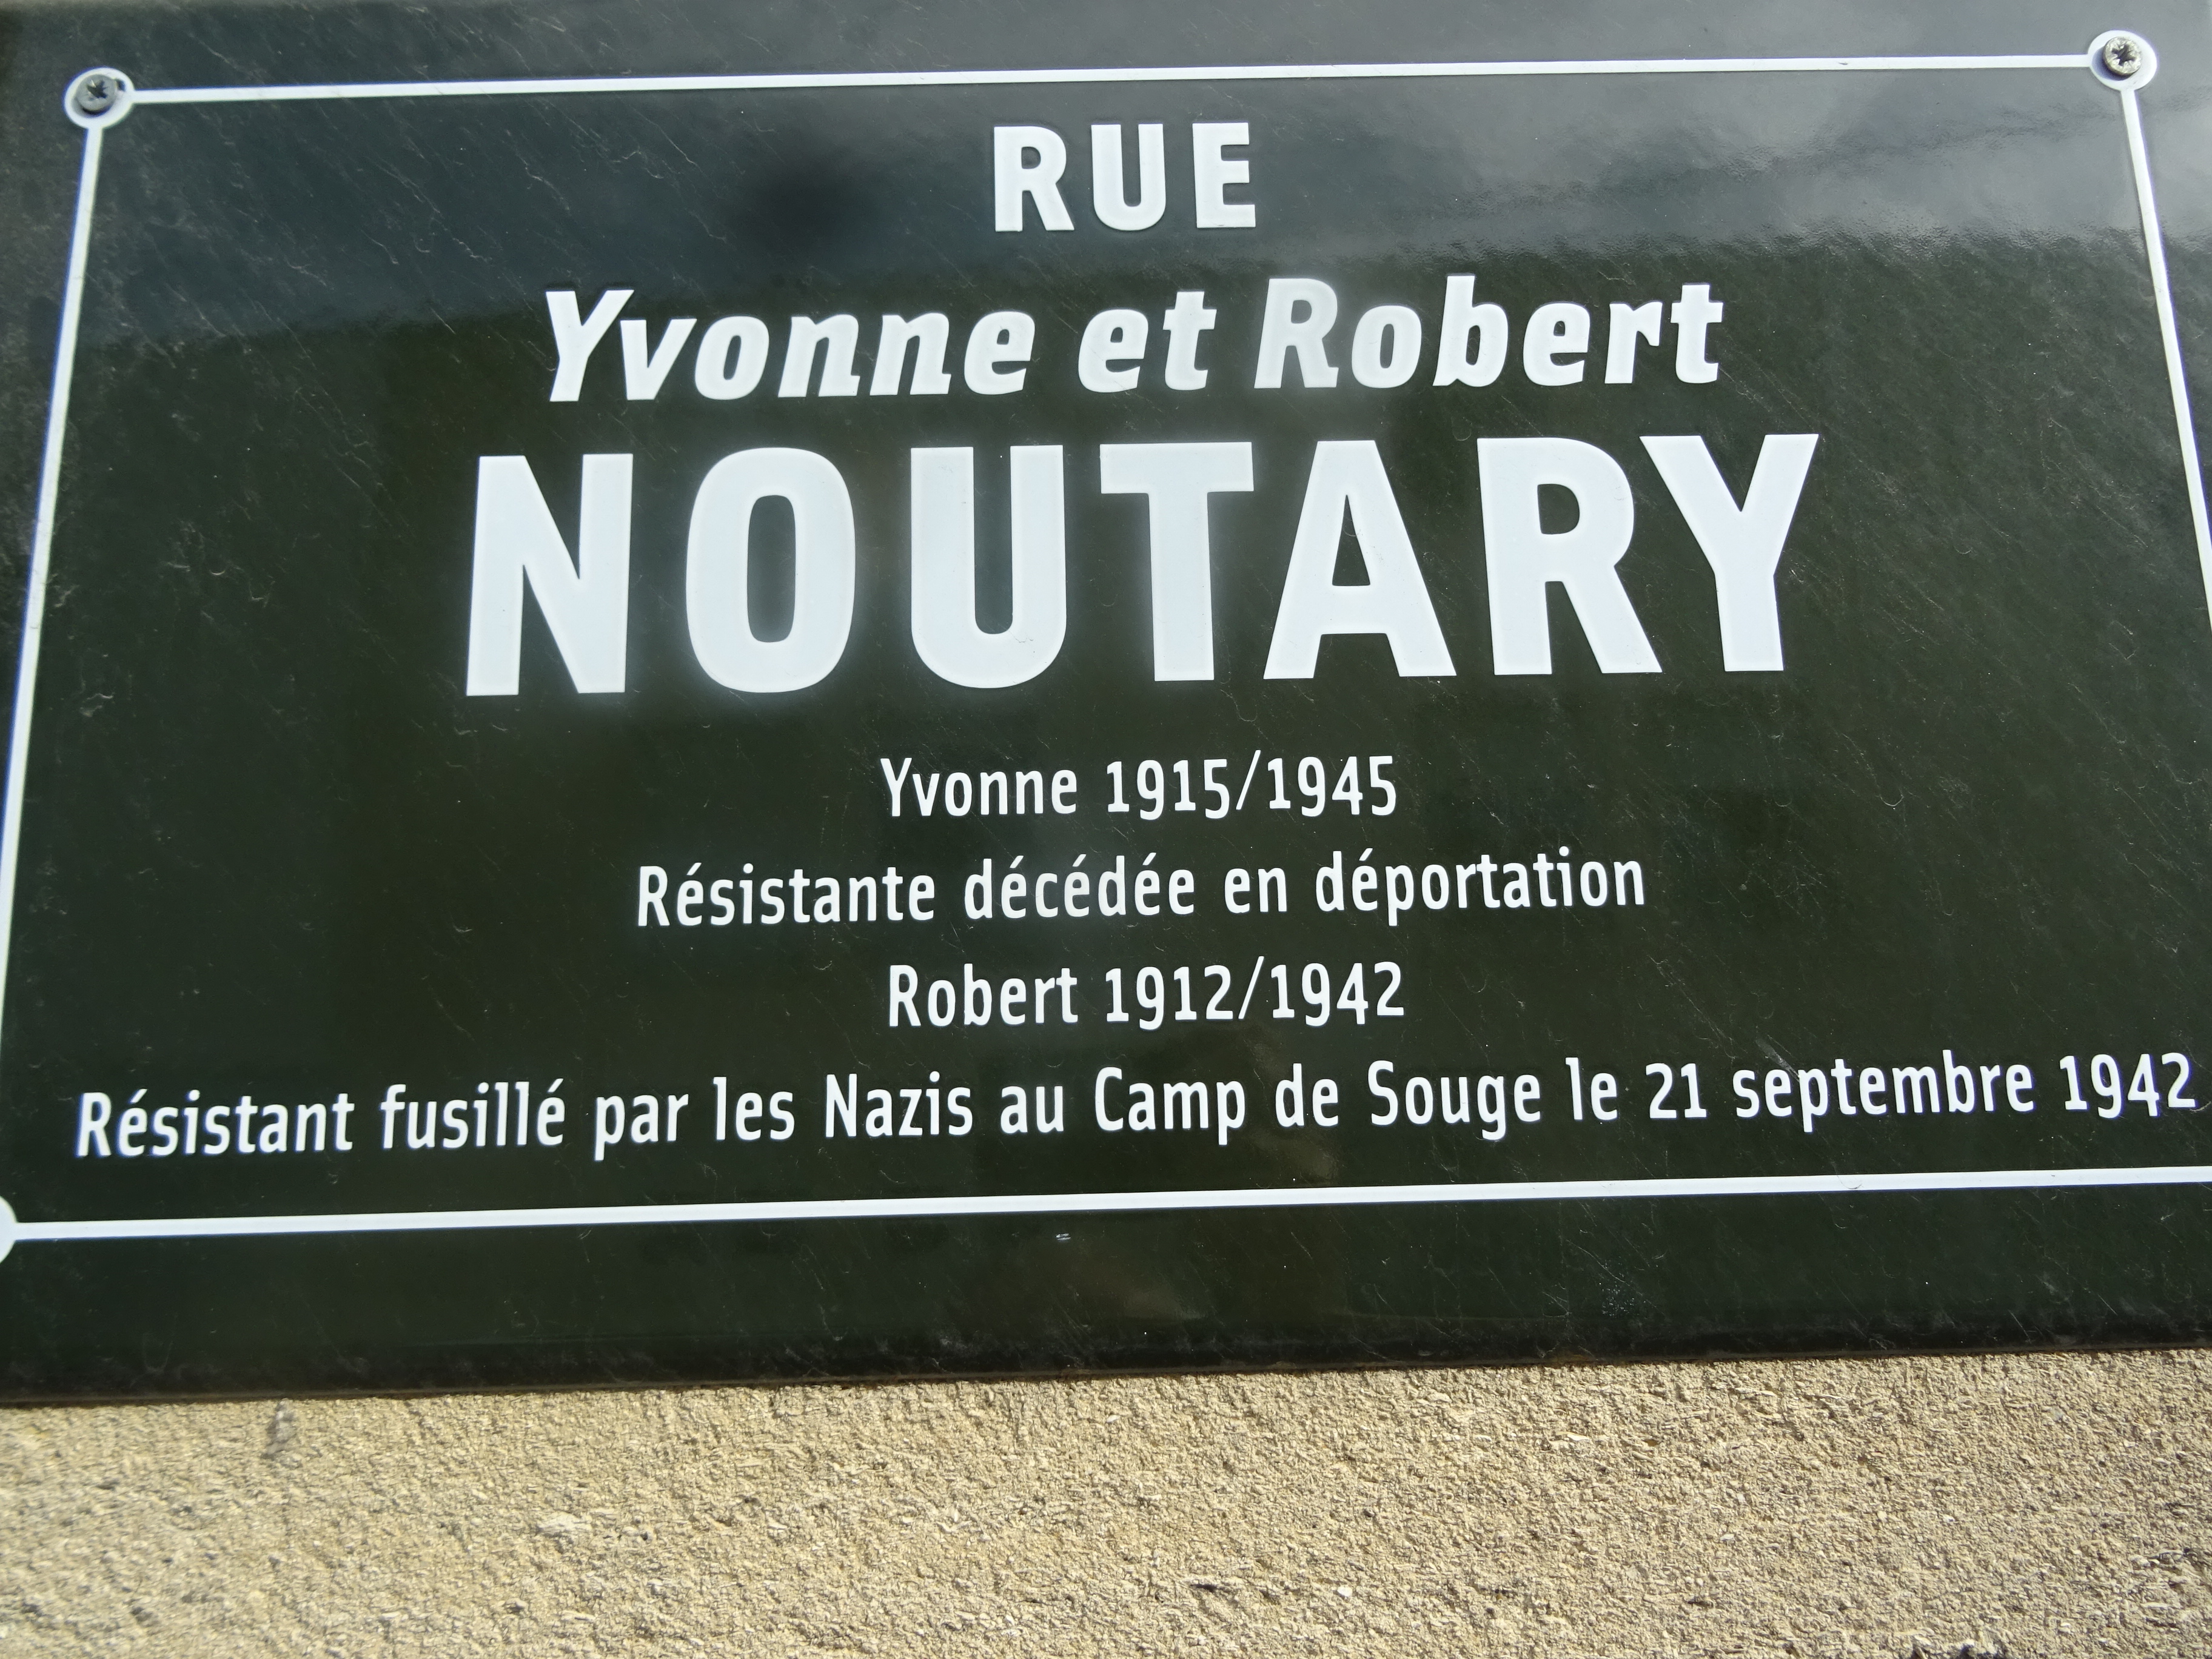 RUE
Yvonne et Robert
NOUTARY
Yvonne 1915/1945
Résistante décédée en déportation
Robert 1912/1942
Résistant fusillé par les Nazis au Camp de Souge le 21 septembre 1942